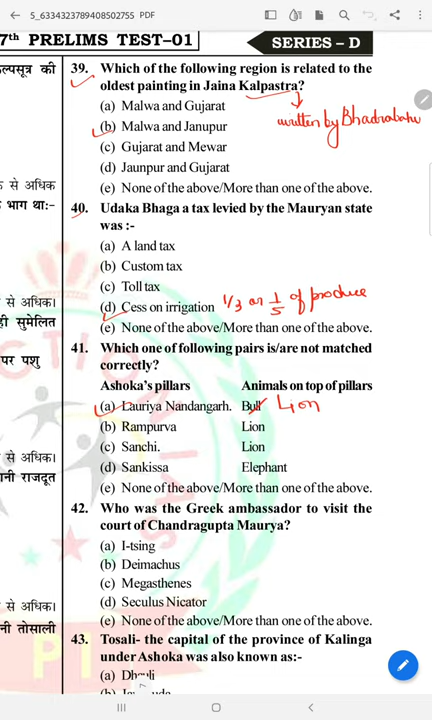 5_6334323789408502755 PDF
7th PRELIMS TEST-01
SERIES – D
ल्पसूत्र की
39. Which of the following region is related to the
oldest painting in Jaina Kalpastra?
written by Bhadrabahu
(a) Malwa and Gujarat
(b) Malwa and Janupur
(c) Gujarat and Mewar
(d) Jaunpur and Gujarat
क से अधिक
(e) None of the above/More than one of the above.
के भाग था:-
40. Udaka Bhaga a tax levied by the Mauryan state
was :-
(a) A land tax
(b) Custom tax
(c) Toll tax
से अधिक।
(d) Cess on irrigation 1/3 or 1/5 of produce
ही सुमेलित
(e) None of the above/More than one of the above.
पर पशु
41. Which one of following pairs is/are not matched
correctly?
Ashoka's pillars Animals on top of pillars
(a) Lauriya Nandangarh. Bull Lion
(b) Rampurva Lion
(c) Sanchi. Lion
क से अधिक।
(d) Sankissa Elephant
नी राजदूत
(e) None of the above/More than one of the above.
42. Who was the Greek ambassador to visit the
court of Chandragupta Maurya?
(a) I-tsing
(b) Deimachus
(c) Megasthenes
(d) Seculus Nicator
से अधिक।
(e) None of the above/More than one of the above.
नी तोसाली
43. Tosali- the capital of the province of Kalinga
under Ashoka was also known as:-
(a) Dhauli